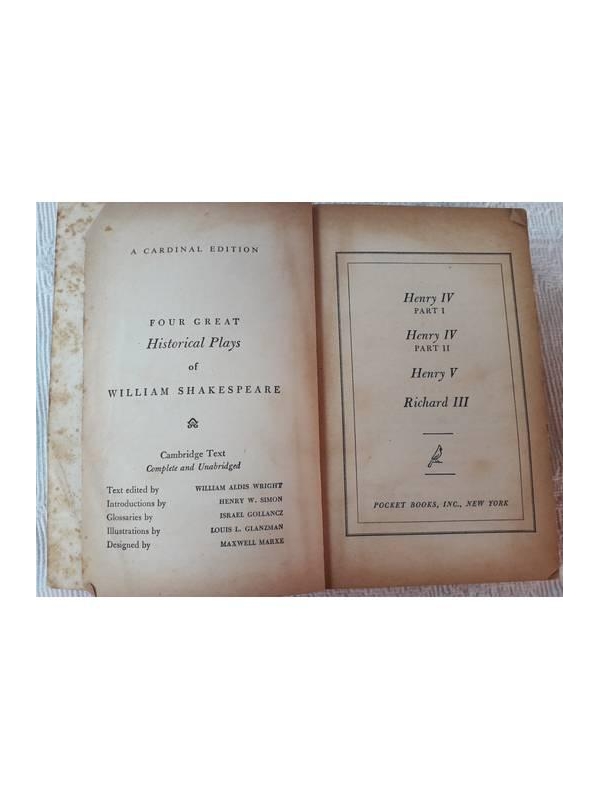 A CARDINAL EDITION
FOUR GREAT
Historical Plays
of
WILLIAM SHAKESPEARE
Cambridge Text
Complete and Unabridged
Text edited by WILLIAM ALDIS WRIGHT
Introductions by HENRY W. SIMON
Glossaries by ISRAEL GOLLANCZ
Illustrations by LOUIS L. GLANZMAN
Designed by MAXWELL MARXE
Henry IV
PART I
Henry IV
PART II
Henry V
Richard III
POCKET BOOKS, INC., NEW YORK